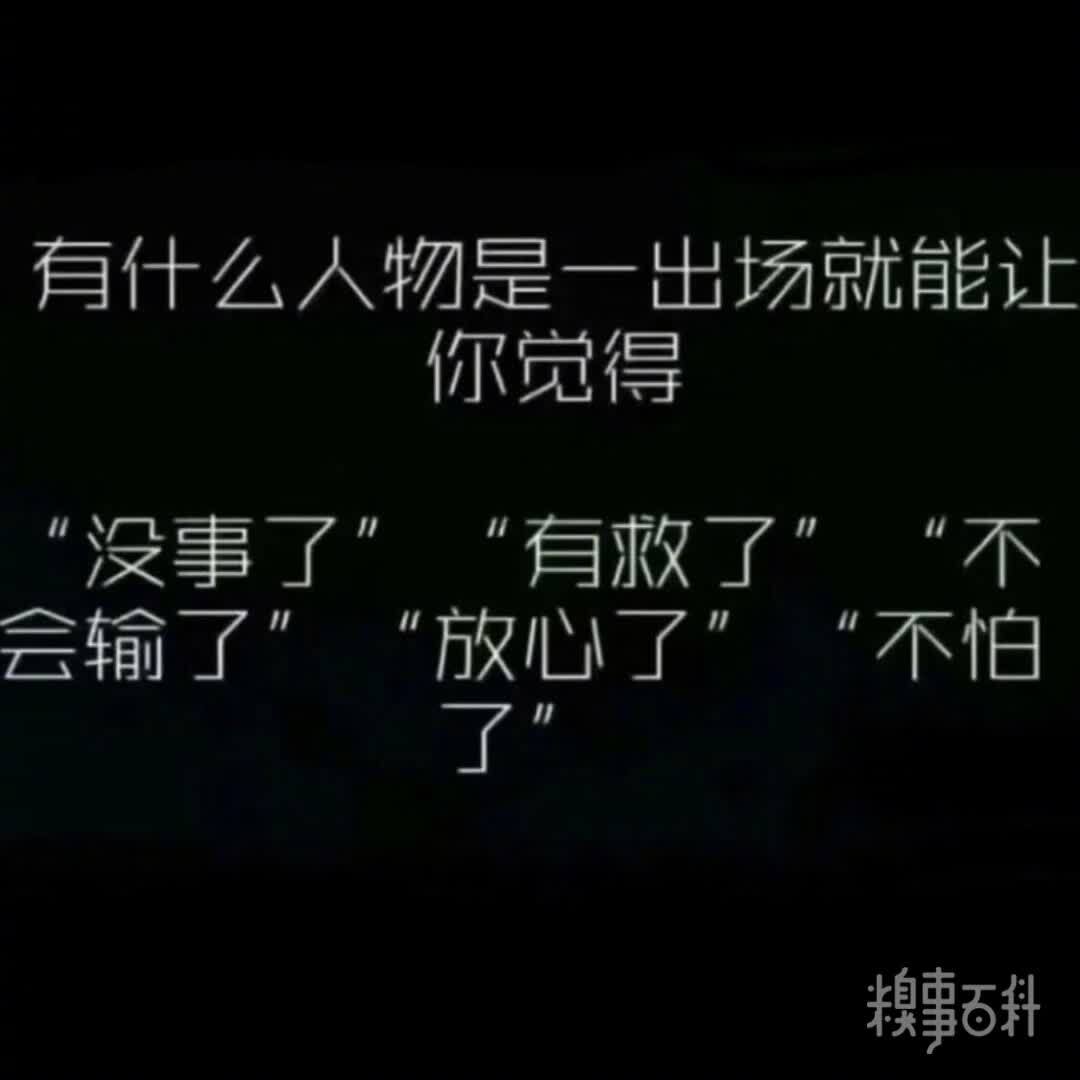 有什么人物是一出场就能让
你觉得
“没事了” “有救了” “不
会输了” “放心了” “不怕
了”
糗事百科